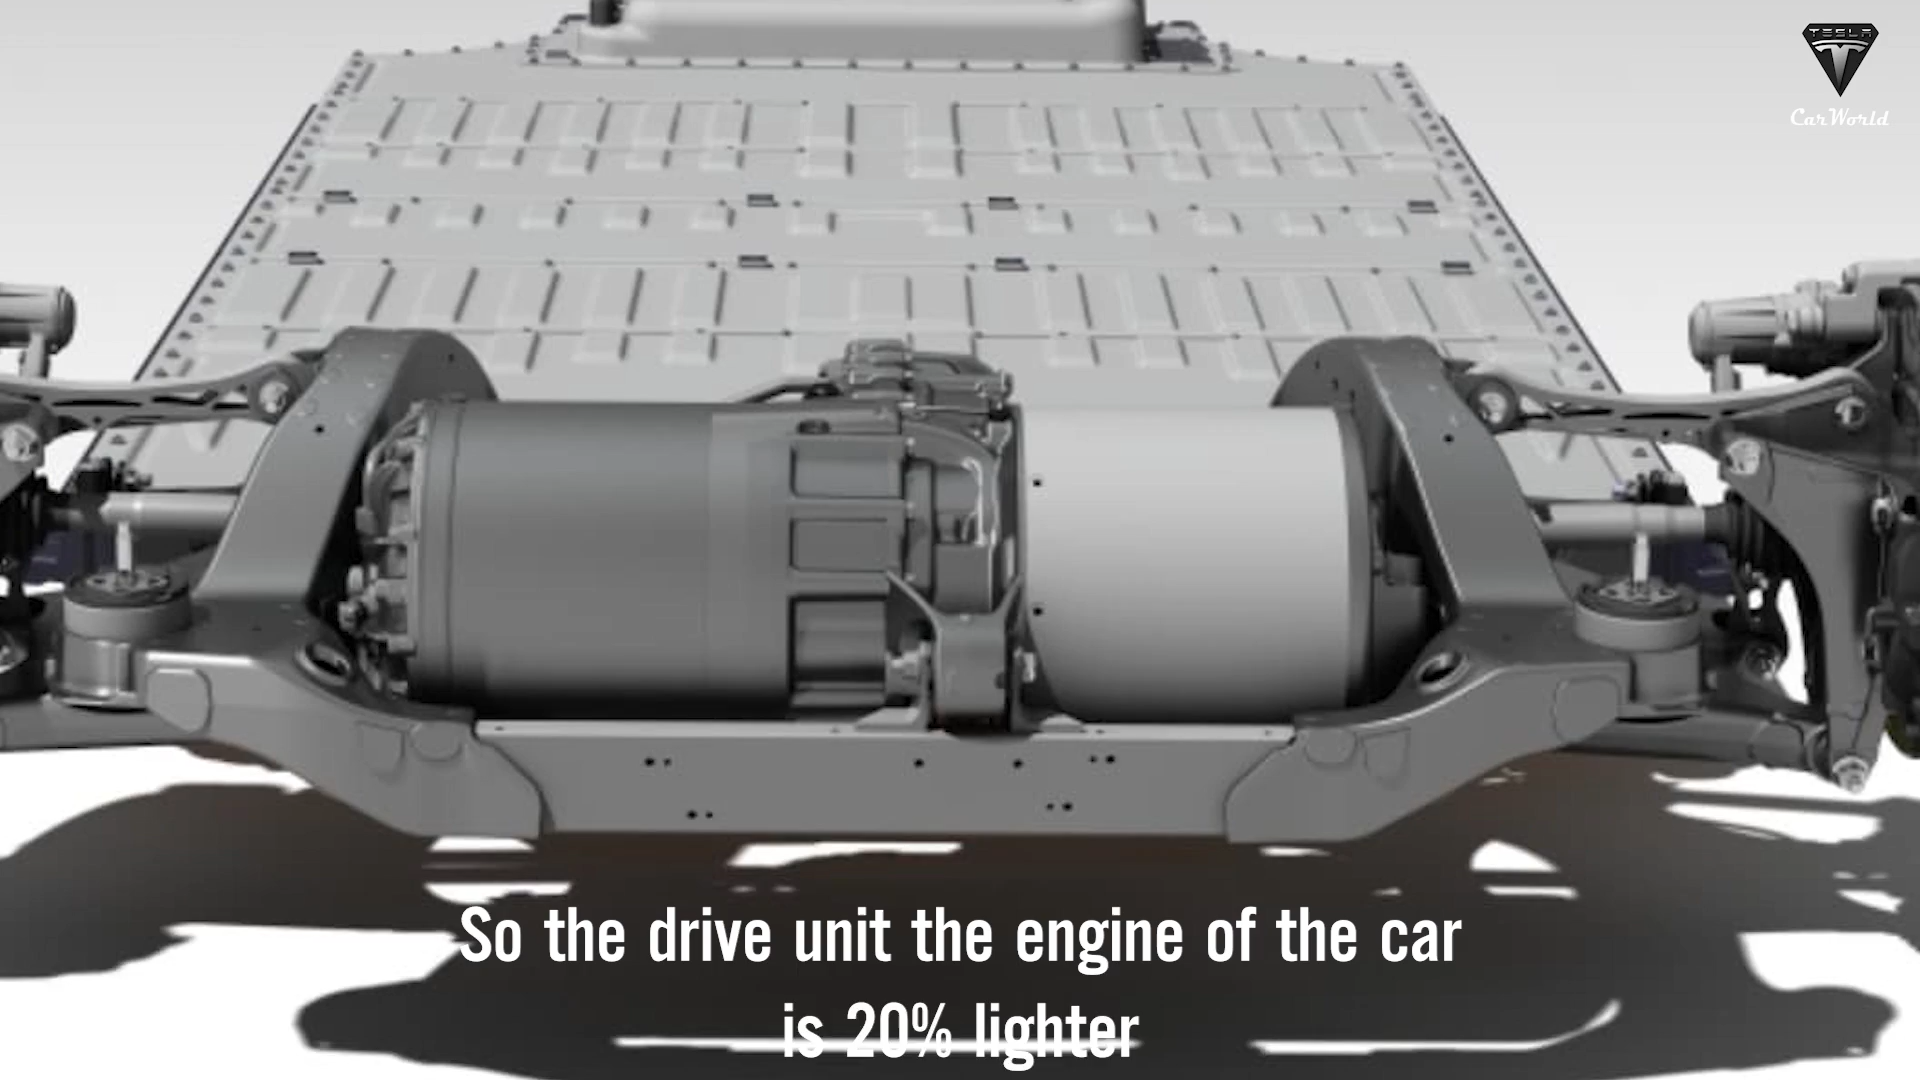 TESLA
CarWorld
So the drive unit the engine of the car
is 20% lighter